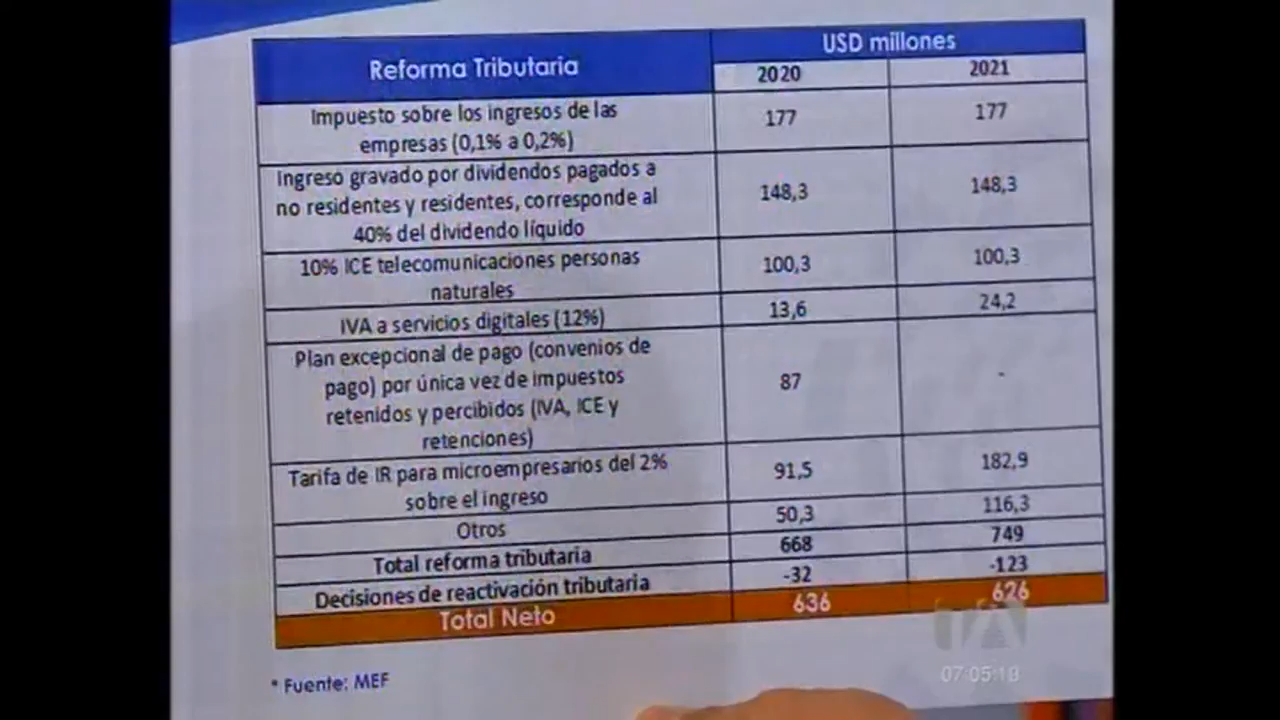 Reforma Tributaria
USD millones
2020 2021
Impuesto sobre los ingresos de las
empresas (0,1% a 0,2%)
177 177
Ingreso gravado por dividendos pagados a
no residentes y residentes, corresponde al
40% del dividendo líquido
148,3 148,3
10% ICE telecomunicaciones personas
naturales
100,3 100,3
IVA a servicios digitales (12%) 13,6 24,2
Plan excepcional de pago (convenios de
pago) por única vez de impuestos
retenidos y percibidos (IVA, ICE y
retenciones)
87 -
Tarifa de IR para microempresarios del 2%
sobre el ingreso
91,5 182,9
Otros 50,3 116,3
Total reforma tributaria 668 749
Decisiones de reactivación tributaria -32 -123
Total Neto 636 626
* Fuente: MEF
07:05:19